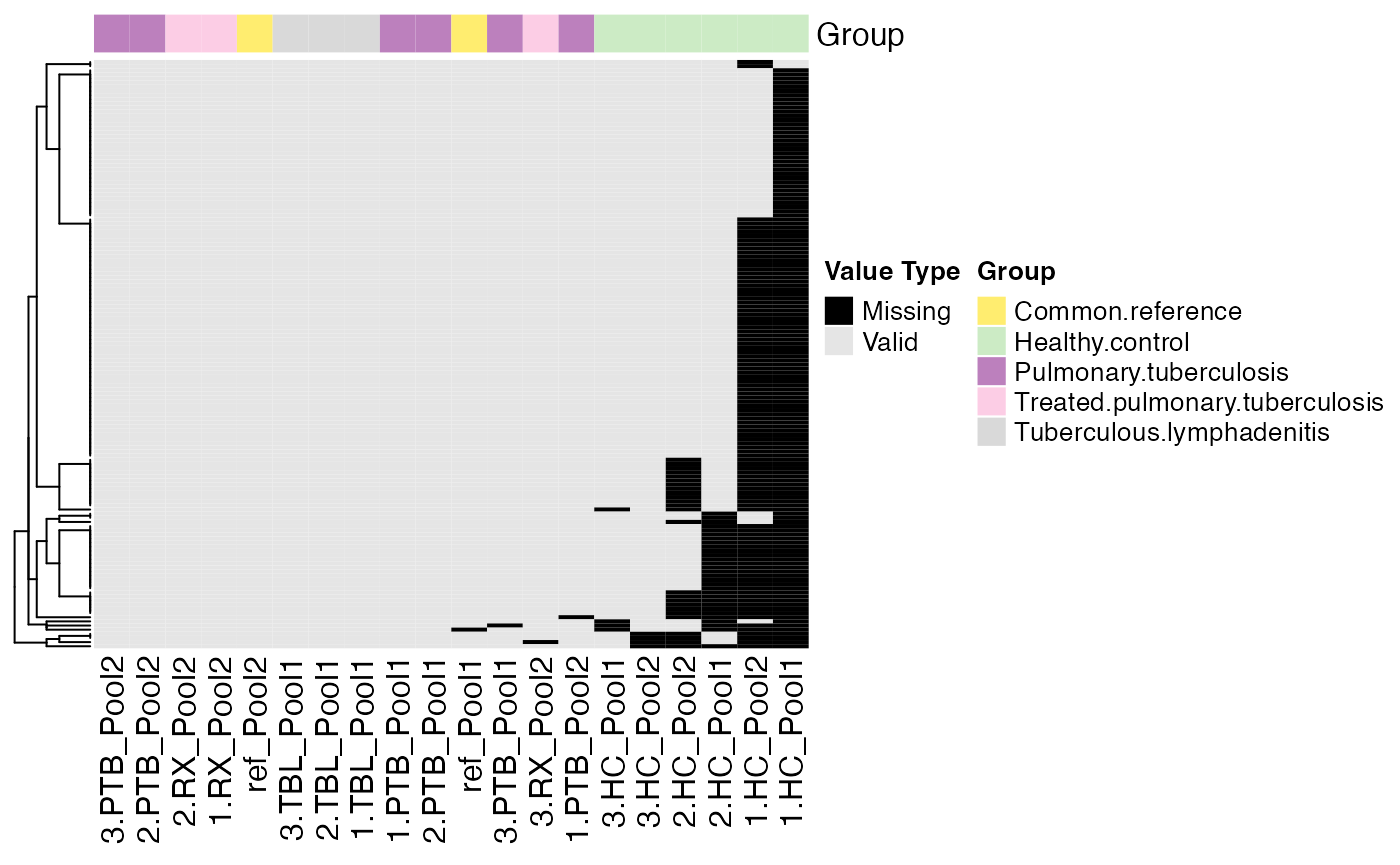 Group
Value Type
Missing
Valid
Group
Common.reference
Healthy.control
Pulmonary.tuberculosis
Treated.pulmonary.tuberculosis
Tuberculous.lymphadenitis
3.PTB_Pool2
2.PTB_Pool2
2.RX_Pool2
1.RX_Pool2
ref_Pool2
3.TBL_Pool1
2.TBL_Pool1
1.TBL_Pool1
1.PTB_Pool1
2.PTB_Pool1
ref_Pool1
3.PTB_Pool1
3.RX_Pool2
1.PTB_Pool2
3.HC_Pool1
3.HC_Pool2
2.HC_Pool2
2.HC_Pool1
1.HC_Pool2
1.HC_Pool1